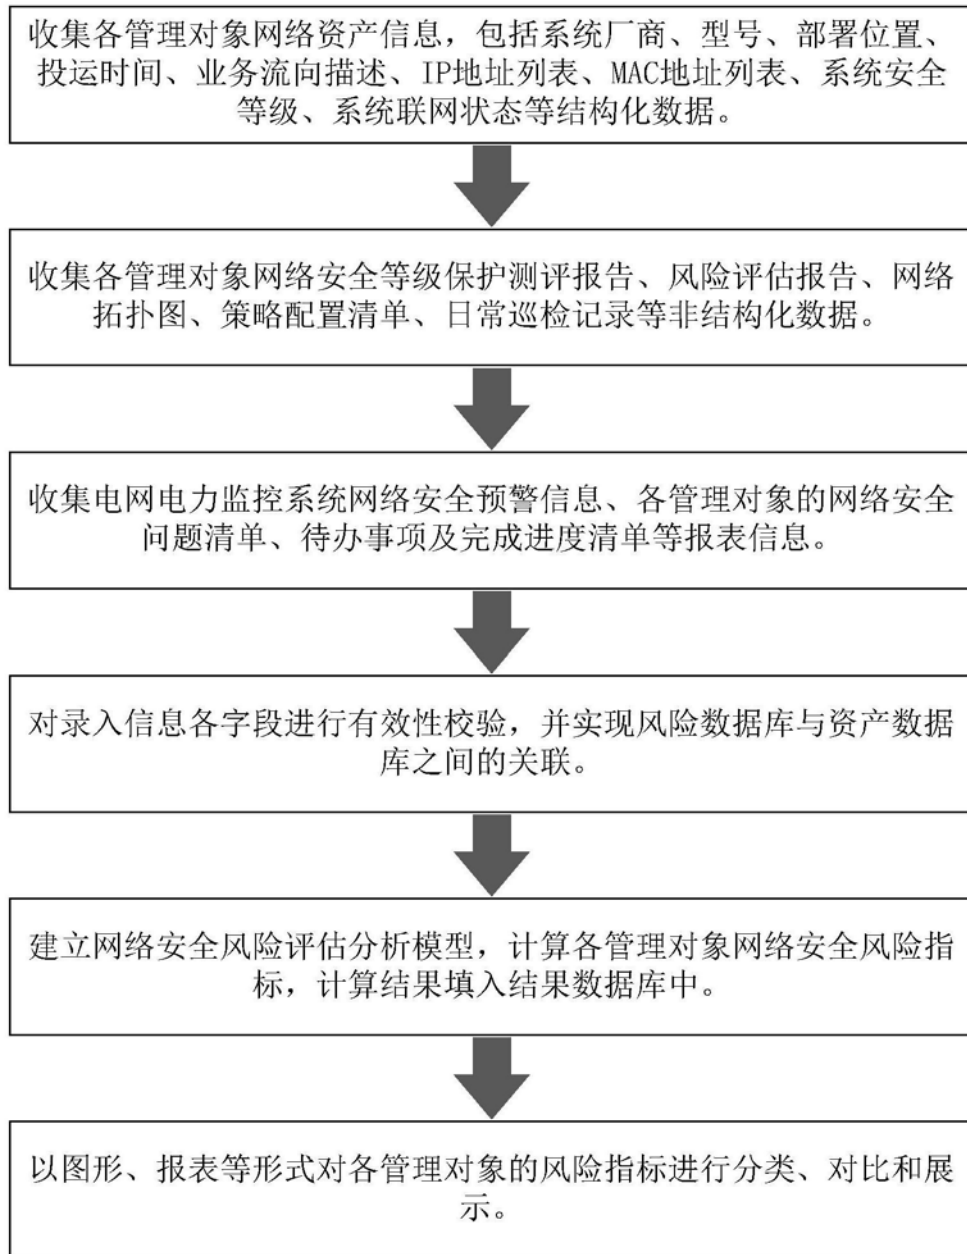 收集各管理对象网络资产信息，包括系统厂商、型号、部署位置、
投运时间、业务流向描述、IP地址列表、MAC地址列表、系统安全
等级、系统联网状态等结构化数据。
收集各管理对象网络安全等级保护测评报告、风险评估报告、网络
拓扑图、策略配置清单、日常巡检记录等非结构化数据。
收集电网电力监控系统网络安全预警信息、各管理对象的网络安全
问题清单、待办事项及完成进度清单等报表信息。
对录入信息各字段进行有效性校验，并实现风险数据库与资产数据
库之间的关联。
建立网络安全风险评估分析模型，计算各管理对象网络安全风险指
标，计算结果填入结果数据库中。
以图形、报表等形式对各管理对象的风险指标进行分类、对比和展
示。